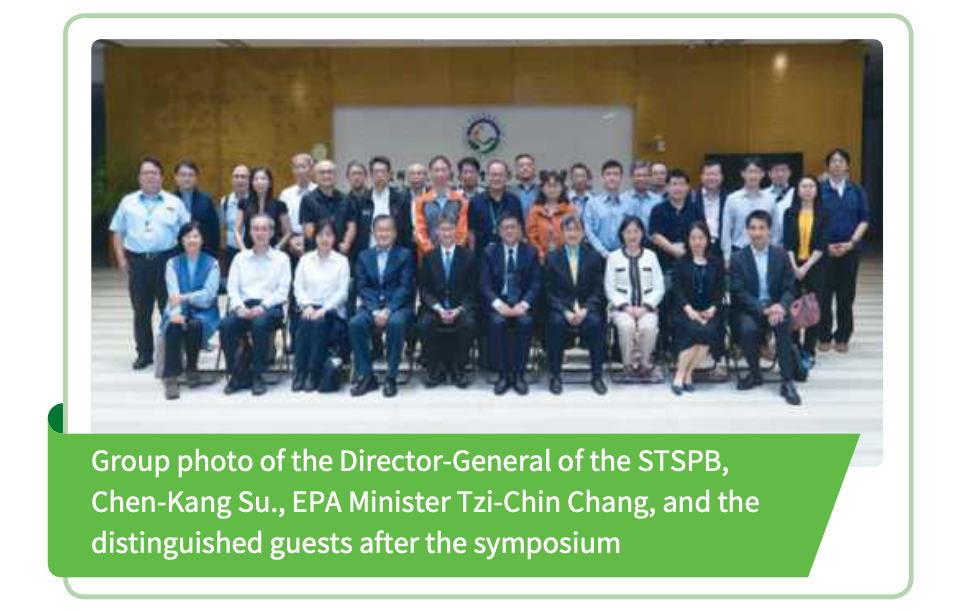 Group photo of the Director-General of the STSPB,
Chen-Kang Su., EPA Minister Tzi-Chin Chang, and the
distinguished guests after the symposium